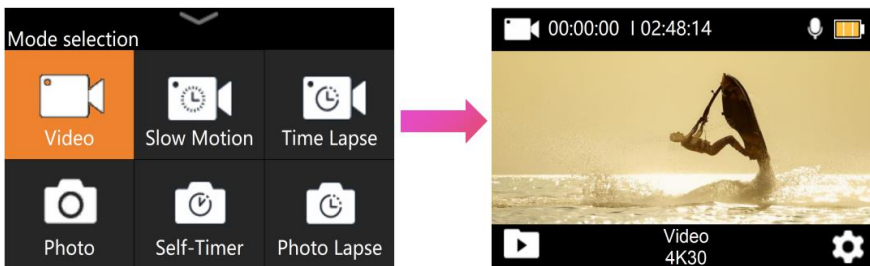 Mode selection
Video
Slow Motion
Time Lapse
Photo
Self-Timer
Photo Lapse
00:00:00 I 02:48:14
Video
4K30